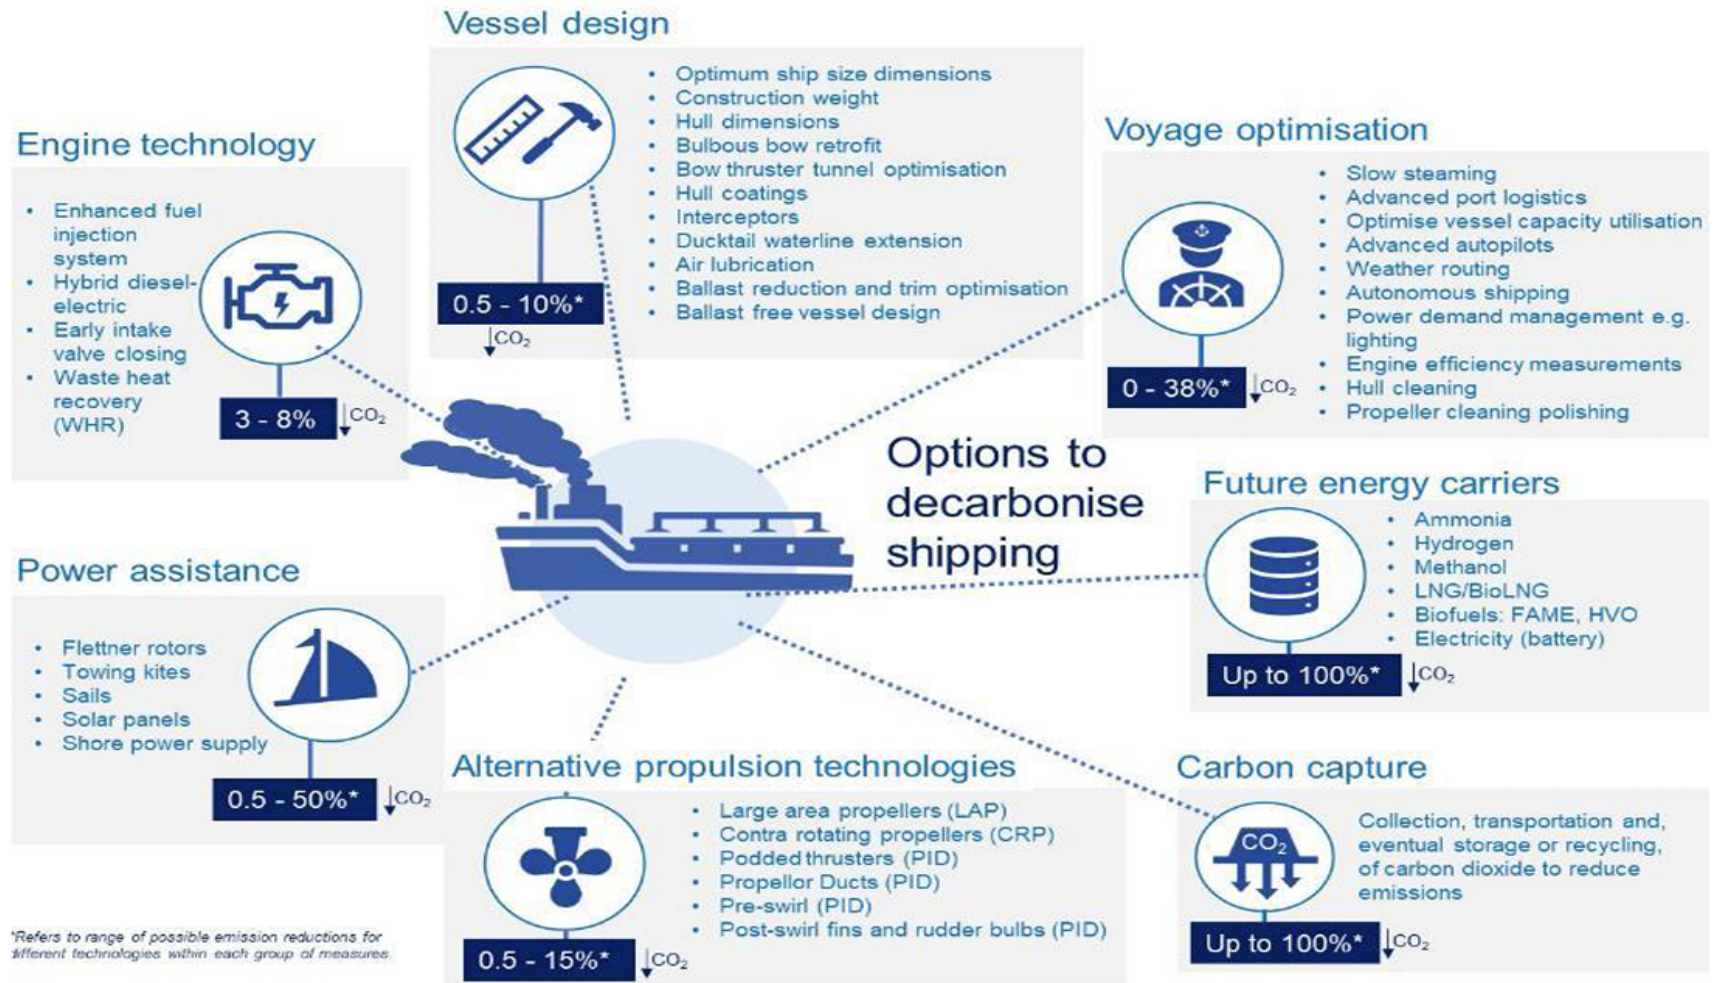 Vessel design
• Optimum ship size dimensions
• Construction weight
• Hull dimensions
• Bulbous bow retrofit
• Bow thruster tunnel optimisation
• Hull coatings
• Interceptors
• Ducktail waterline extension
• Air lubrication
• Ballast reduction and trim optimisation
• Ballast free vessel design
0.5 - 10%*
↓CO₂
Engine technology
• Enhanced fuel
injection
system
• Hybrid diesel-
electric
• Early intake
valve closing
• Waste heat
recovery
(WHR)
3 - 8%
↓CO₂
Voyage optimisation
• Slow steaming
• Advanced port logistics
• Optimise vessel capacity utilisation
• Advanced autopilots
• Weather routing
• Autonomous shipping
• Power demand management e.g.
lighting
• Engine efficiency measurements
• Hull cleaning
• Propeller cleaning polishing
0 - 38%*
↓CO₂
Options to
decarbonise
shipping
Future energy carriers
• Ammonia
• Hydrogen
• Methanol
• LNG/BioLNG
• Biofuels: FAME, HVO
• Electricity (battery)
Up to 100%*
↓CO₂
Power assistance
• Flettner rotors
• Towing kites
• Sails
• Solar panels
• Shore power supply
0.5 - 50%*
↓CO₂
Alternative propulsion technologies
• Large area propellers (LAP)
• Contra rotating propellers (CRP)
• Podded thrusters (PID)
• Propellor Ducts (PID)
• Pre-swirl (PID)
• Post-swirl fins and rudder bulbs (PID)
0.5 - 15%*
↓CO₂
Carbon capture
CO₂
Collection, transportation and,
eventual storage or recycling,
of carbon dioxide to reduce
emissions
Up to 100%*
↓CO₂
*Refers to range of possible emission reductions for
different technologies within each group of measures.